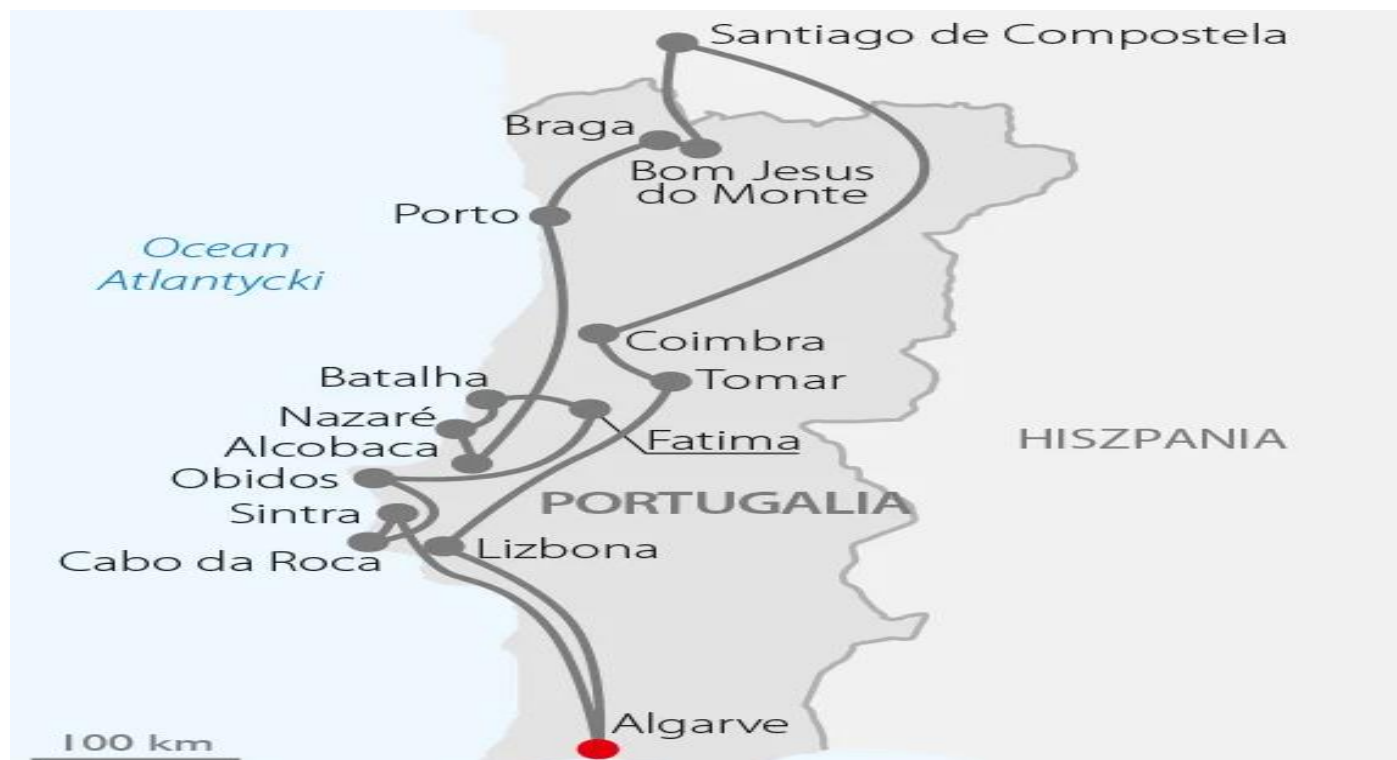 Santiago de Compostela
Braga
Bom Jesus
do Monte
Porto
Ocean
Atlantycki
Coimbra
Batalha
Tomar
Nazaré
Alcobaca
Fatima
HISZPANIA
Obidos
PORTUGALIA
Sintra
Lizbona
Cabo da Roca
Algarve
100 km